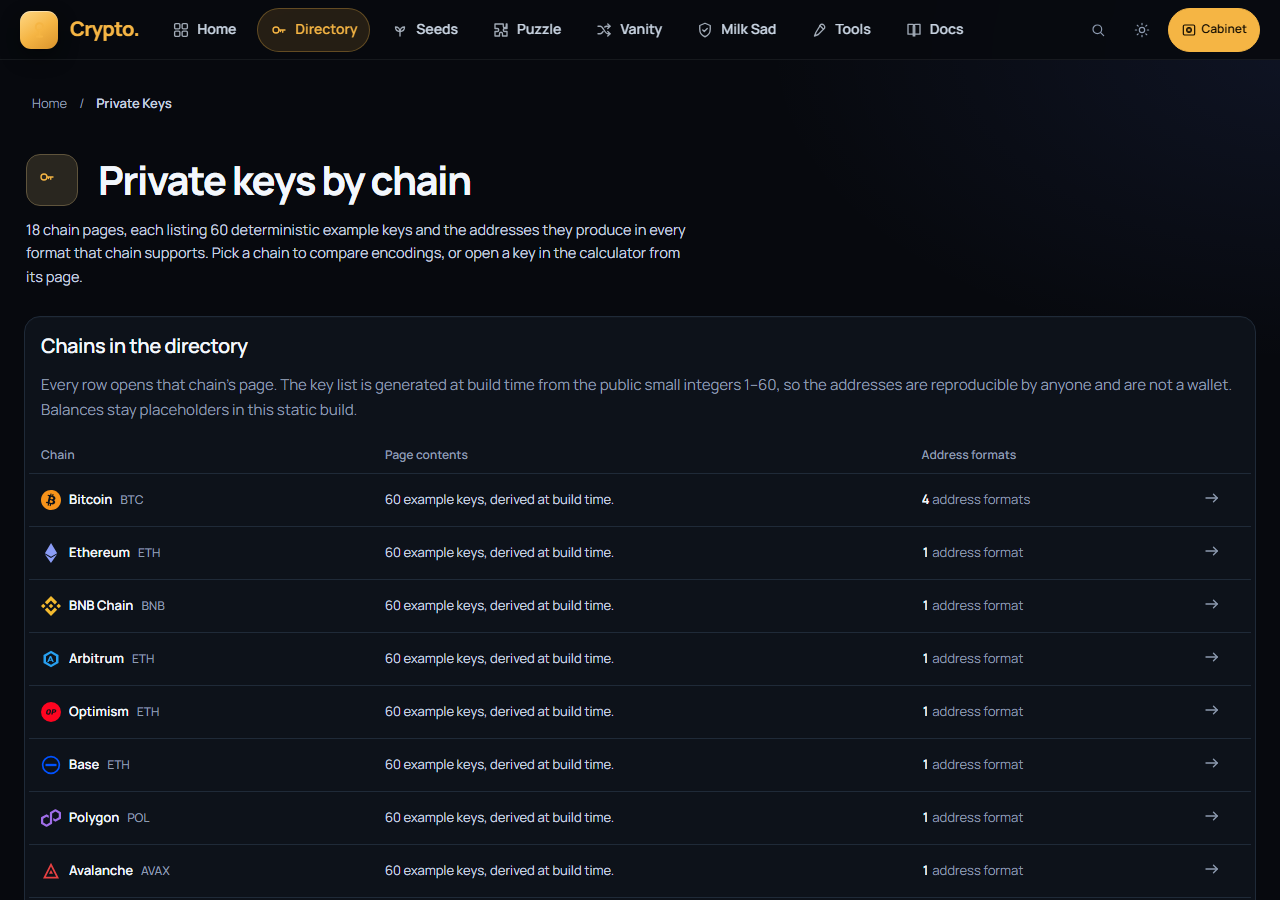 Crypto. Home Directory Seeds Puzzle Vanity Milk Sad Tools Docs Cabinet
Home / Private Keys
Private keys by chain
18 chain pages, each listing 60 deterministic example keys and the addresses they produce in every
format that chain supports. Pick a chain to compare encodings, or open a key in the calculator from
its page.
Chains in the directory
Every row opens that chain's page. The key list is generated at build time from the public small integers 1–60, so the addresses are reproducible by anyone and are not a wallet.
Balances stay placeholders in this static build.
Chain Page contents Address formats
Bitcoin BTC 60 example keys, derived at build time. 4 address formats
Ethereum ETH 60 example keys, derived at build time. 1 address format
BNB Chain BNB 60 example keys, derived at build time. 1 address format
Arbitrum ETH 60 example keys, derived at build time. 1 address format
OP Optimism ETH 60 example keys, derived at build time. 1 address format
Base ETH 60 example keys, derived at build time. 1 address format
Polygon POL 60 example keys, derived at build time. 1 address format
Avalanche AVAX 60 example keys, derived at build time. 1 address format